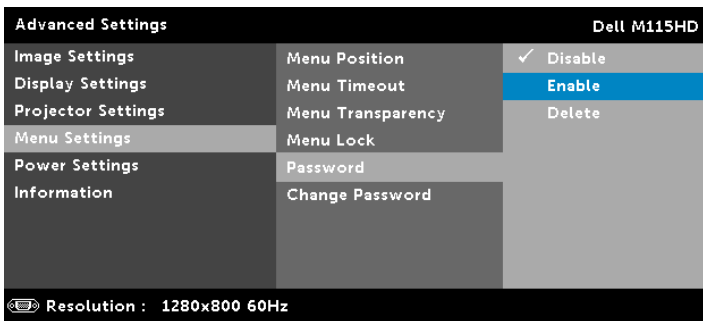 Advanced Settings Dell M115HD
Image Settings
Display Settings
Projector Settings
Menu Settings
Power Settings
Information
Menu Position
Menu Timeout
Menu Transparency
Menu Lock
Password
Change Password
✓ Disable
Enable
Delete
Resolution : 1280x800 60Hz